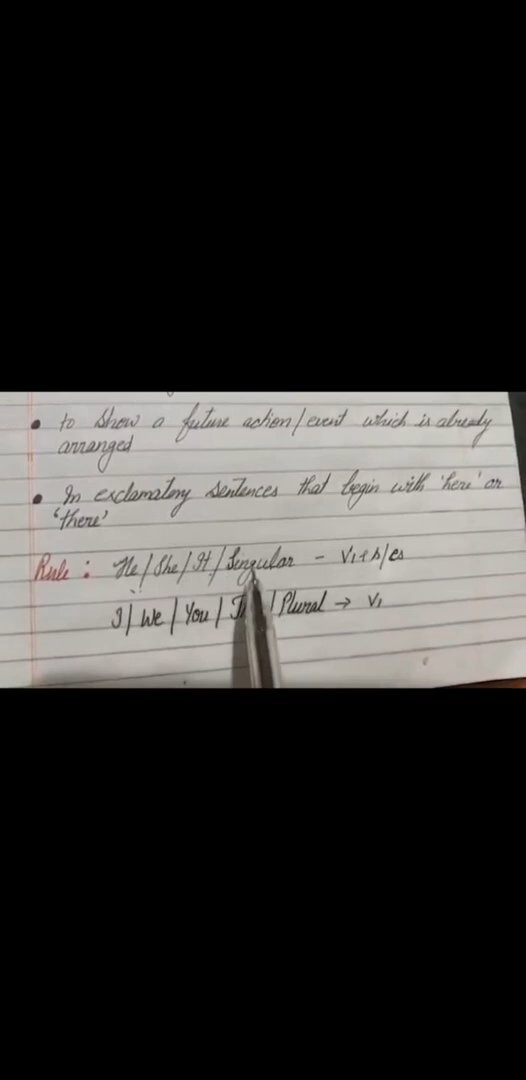 • to show a future action/event which is already
arranged
• In exclamatory sentences that begin with 'here' or
'there'
Rule : He/She/It/Singular - V₁+s/es
I/We/You/ /Plural → V₁